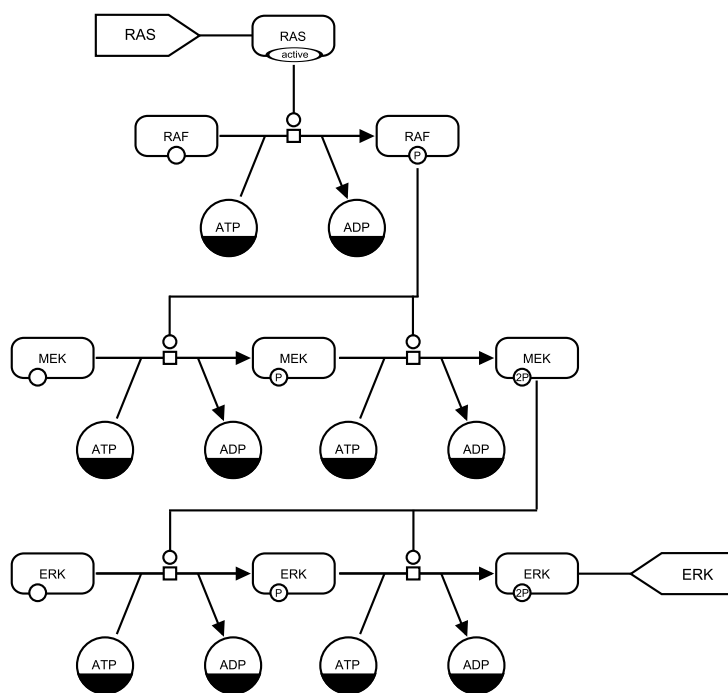 RAS
RAS
active
RAF
RAF
P
ATP
ADP
MEK
MEK
P
MEK
2P
ATP
ADP
ATP
ADP
ERK
ERK
P
ERK
2P
ERK
ATP
ADP
ATP
ADP